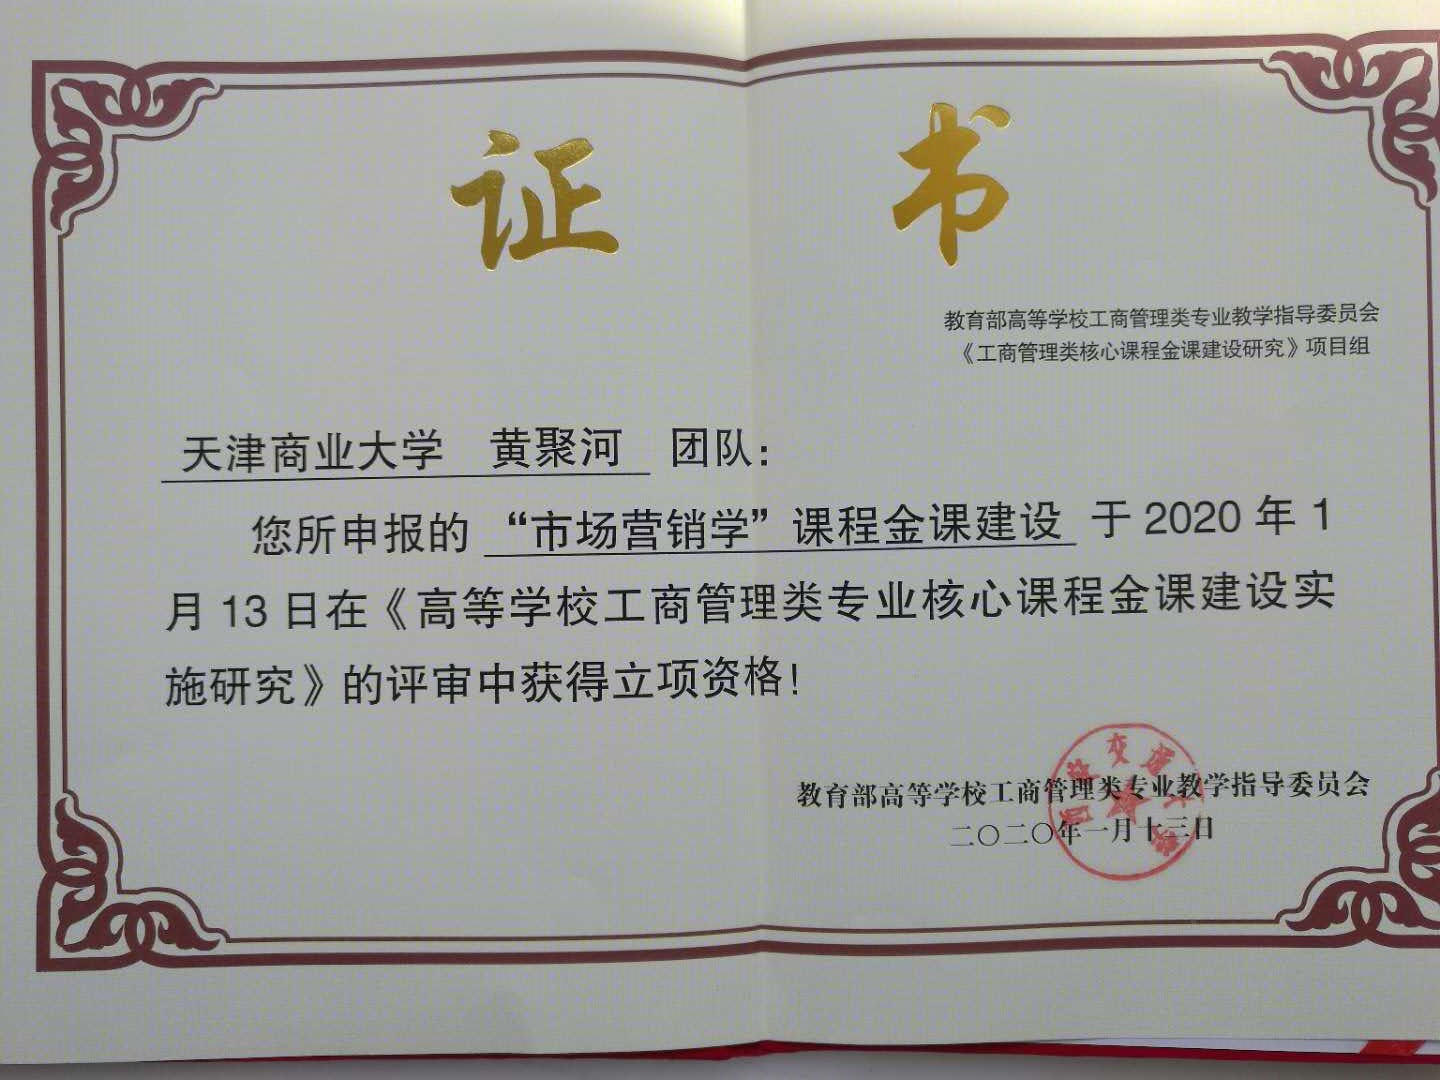 证书
教育部高等学校工商管理类专业教学指导委员会
《工商管理类核心课程金课建设研究》项目组
天津商业大学 黄聚河 团队：
您所申报的 “市场营销学”课程金课建设 于 2020 年 1
月 13 日在《高等学校工商管理类专业核心课程金课建设实
施研究》的评审中获得立项资格！
教育部高等学校工商管理类专业教学指导委员会
二〇二〇年一月十三日
交通大